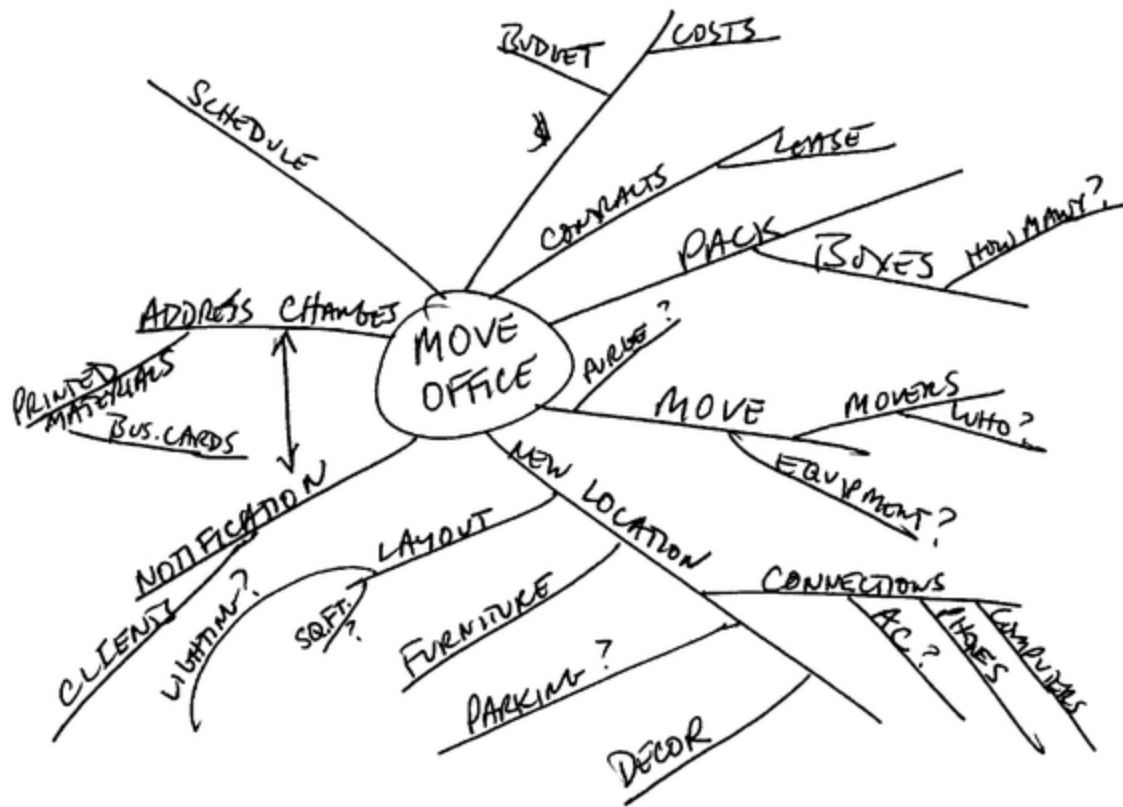 BUDGET
COSTS
SCHEDULE
$
CONTRACTS
LEASE
PACK
BOXES
HOW MANY?
ADDRESS CHANGES
MOVE
OFFICE
PURGE?
PRINTED
MATERIALS
BUS. CARDS
MOVE
MOVERS
WHO?
EQUIPMENT?
NEW LOCATION
NOTIFICATION
CLIENTS
LAYOUT
LIGHTING?
SQ.FT.
?
FURNITURE
PARKING?
DECOR
CONNECTIONS
AC?
PHONES
COMPUTERS